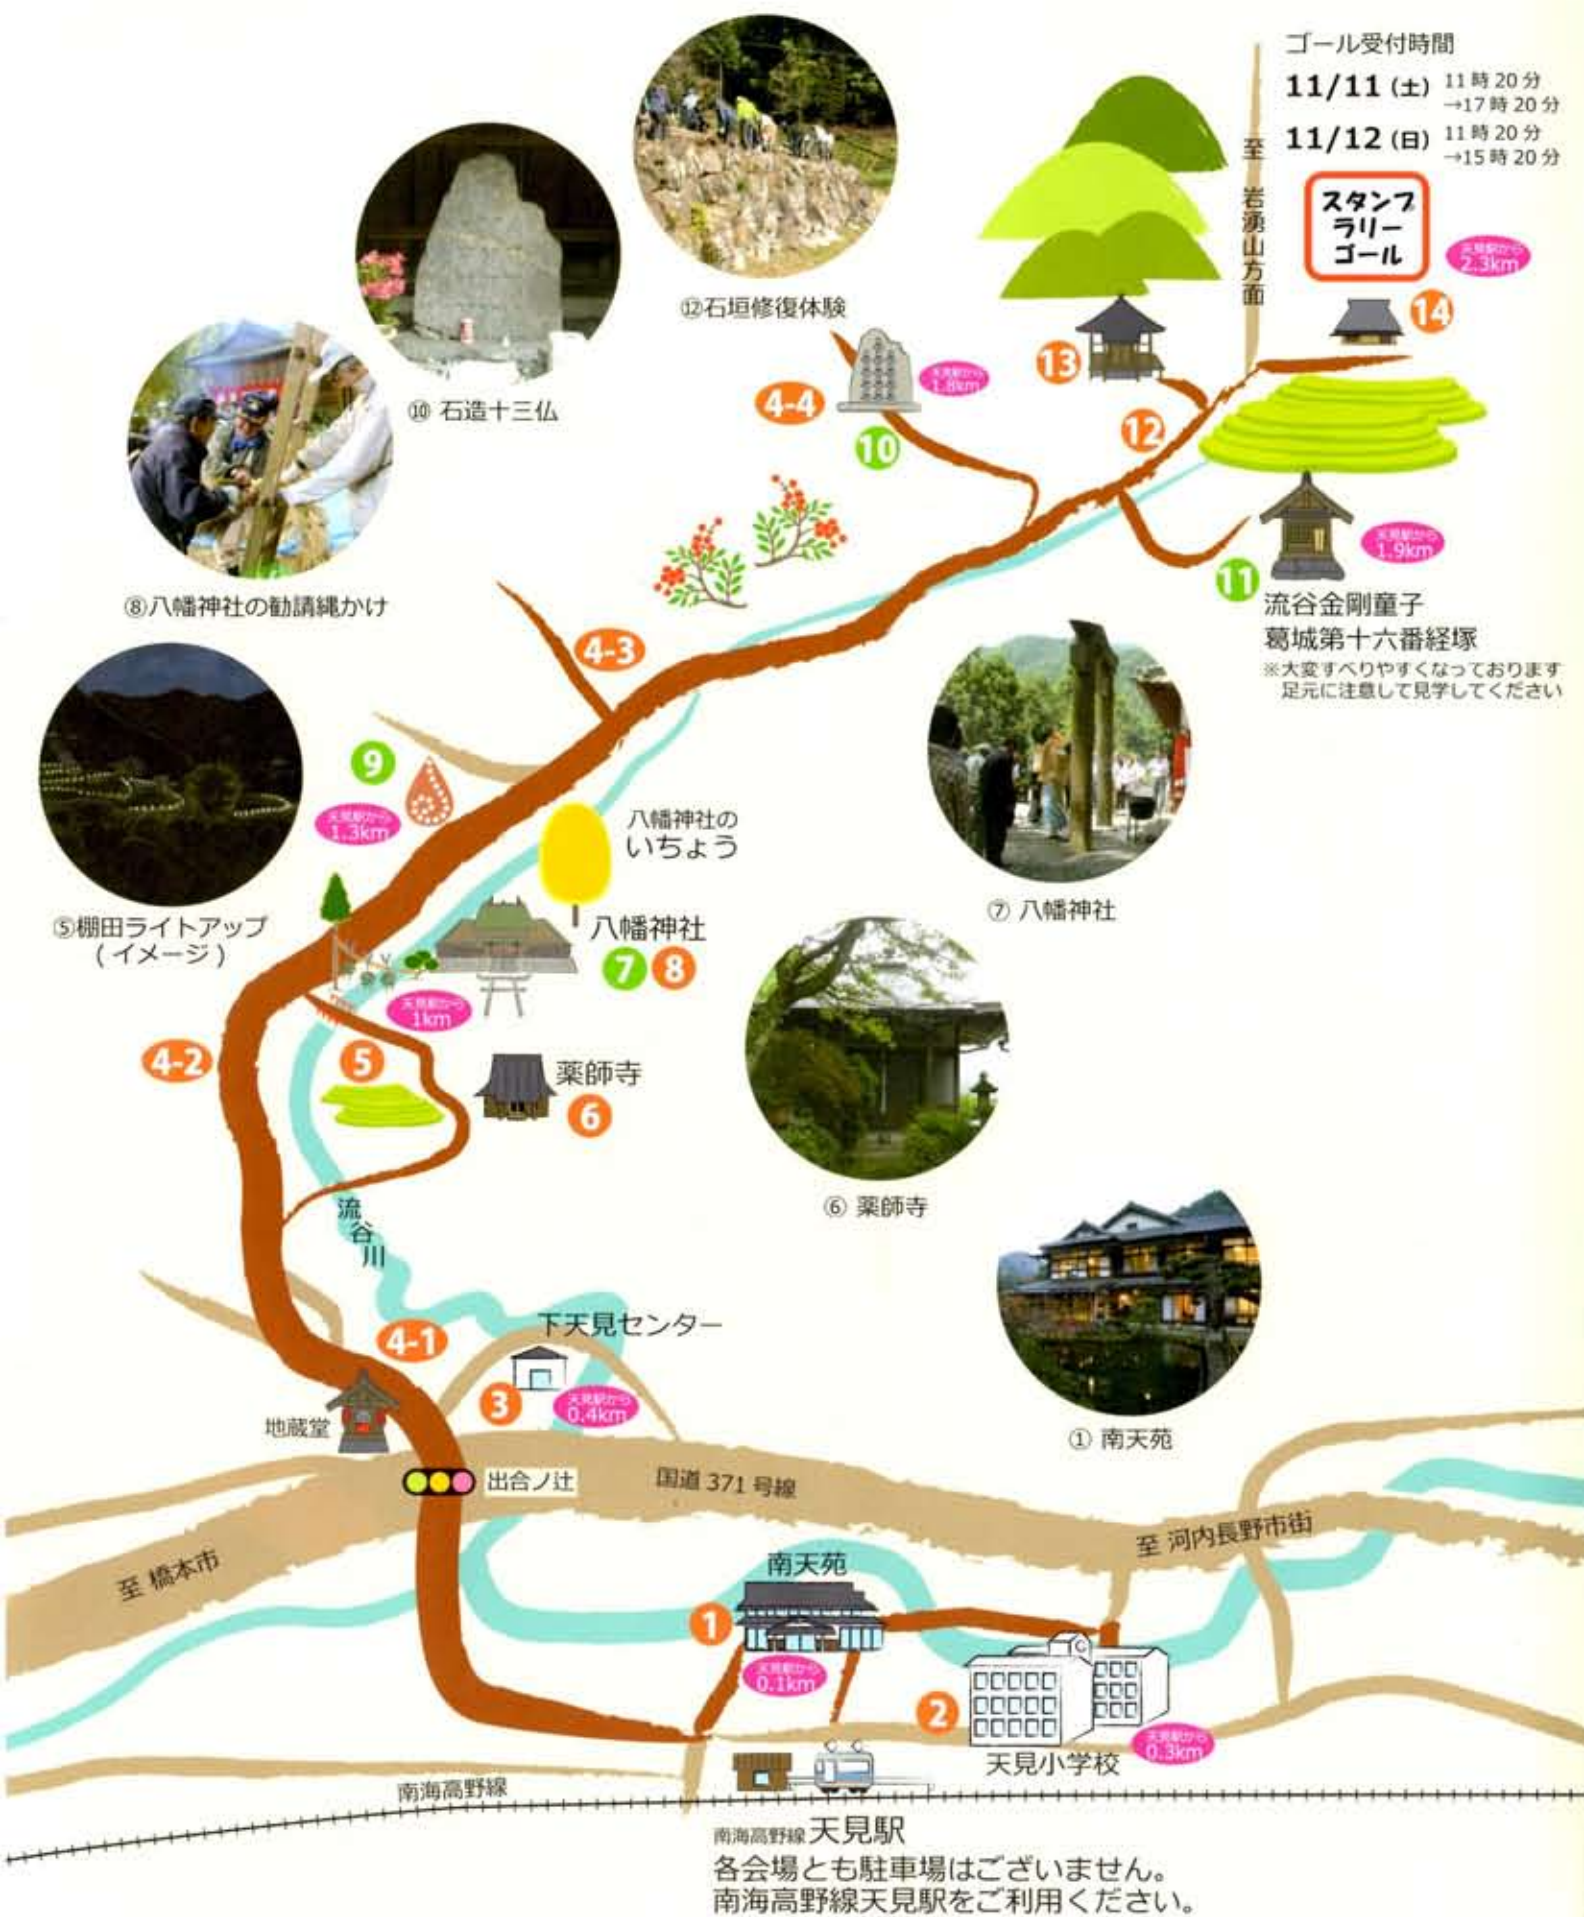 ゴール受付時間
11/11（土） 11時20分
→17時20分
11/12（日） 11時20分
→15時20分
至 岩湧山方面
スタンプ
ラリー
ゴール
天見駅から
2.3km
14
⑫石垣修復体験
13
天見駅から
1.8km
4-4
10
12
⑩ 石造十三仏
天見駅から
1.9km
11
流谷金剛童子
葛城第十六番経塚
※大変すべりやすくなっております
足元に注意して見学してください
⑧八幡神社の勧請縄かけ
4-3
9
天見駅から
1.3km
八幡神社の
いちょう
⑦ 八幡神社
⑤棚田ライトアップ
(イメージ)
八幡神社
7 8
天見駅から
1km
4-2
5
薬師寺
6
⑥ 薬師寺
流谷川
下天見センター
4-1
3
天見駅から
0.4km
地蔵堂
① 南天苑
出合ノ辻
国道 371 号線
至 河内長野市街
至 橋本市
南天苑
1
天見駅から
0.1km
2
天見小学校
天見駅から
0.3km
南海高野線
南海高野線 天見駅
各会場とも駐車場はございません。
南海高野線天見駅をご利用ください。